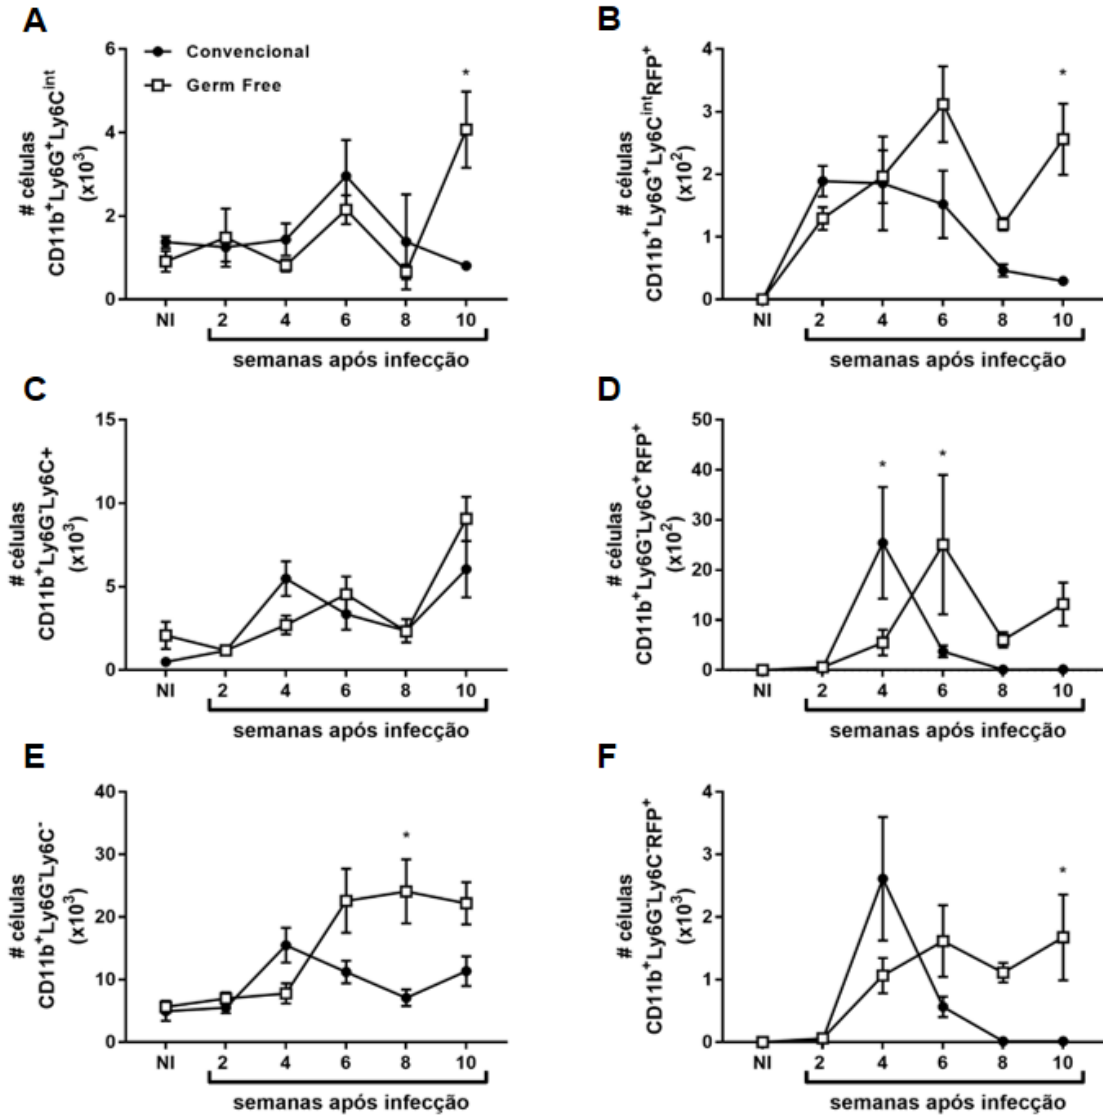 A
# células
CD11b⁺Ly6G⁺Ly6Cⁱⁿᵗ
(x10³)
6
4
2
0
Convencional
Germ Free
*
NI 2 4 6 8 10
semanas após infecção
B
# células
CD11b⁺Ly6G⁺Ly6CⁱⁿᵗRFP⁺
(x10²)
4
3
2
1
0
*
NI 2 4 6 8 10
semanas após infecção
C
# células
CD11b⁺Ly6G⁻Ly6C+
(x10³)
15
10
5
0
NI 2 4 6 8 10
semanas após infecção
D
# células
CD11b⁺Ly6G⁻Ly6C⁺RFP⁺
(x10²)
50
40
30
20
10
0
* *
NI 2 4 6 8 10
semanas após infecção
E
# células
CD11b⁺Ly6G⁻Ly6C⁻
(x10³)
40
30
20
10
0
*
NI 2 4 6 8 10
semanas após infecção
F
# células
CD11b⁺Ly6G⁻Ly6C⁻RFP⁺
(x10³)
4
3
2
1
0
*
NI 2 4 6 8 10
semanas após infecção